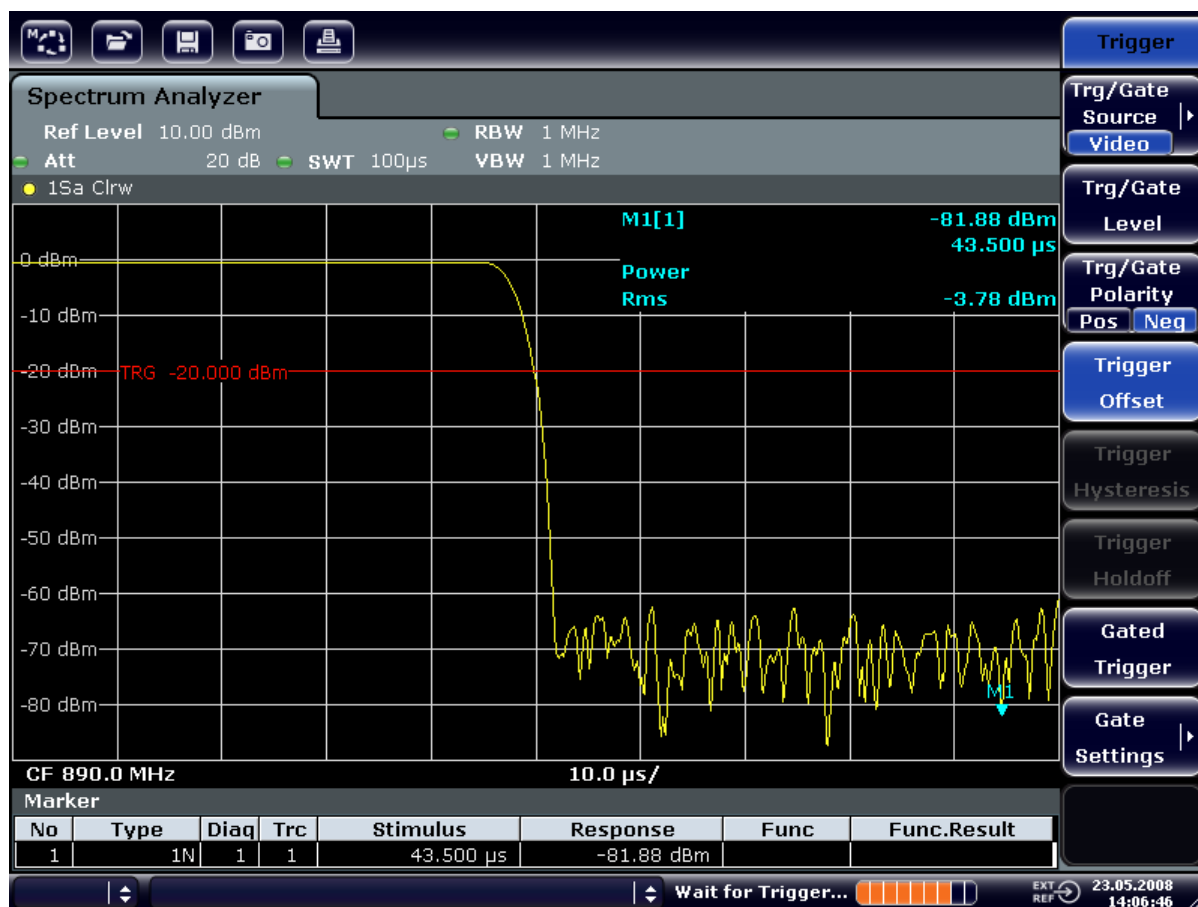 Trigger
Spectrum Analyzer
Ref Level 10.00 dBm RBW 1 MHz
Att 20 dB SWT 100µs VBW 1 MHz
1Sa Clrw
M1[1] -81.88 dBm
43.500 µs
Power
Rms -3.78 dBm
0 dBm
-10 dBm
-20 dBm TRG -20.000 dBm
-30 dBm
-40 dBm
-50 dBm
-60 dBm
-70 dBm
-80 dBm
M1
CF 890.0 MHz 10.0 µs/
Marker
No Type Diag Trc Stimulus Response Func Func.Result
1 1N 1 1 43.500 µs -81.88 dBm
Trg/Gate
Source
Video
Trg/Gate
Level
Trg/Gate
Polarity
Pos Neg
Trigger
Offset
Trigger
Hysteresis
Trigger
Holdoff
Gated
Trigger
Gate
Settings
Wait for Trigger...
EXT
REF
23.05.2008
14:06:46